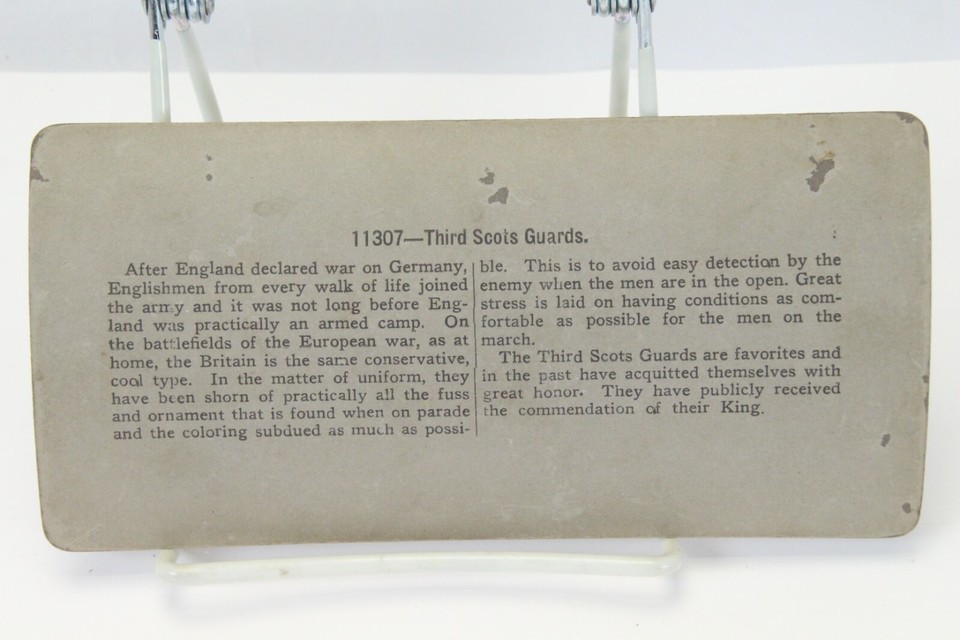 11307—Third Scots Guards.
After England declared war on Germany,
Englishmen from every walk of life joined
the army and it was not long before Eng-
land was practically an armed camp. On
the battlefields of the European war, as at
home, the Britain is the same conservative,
cool type. In the matter of uniform, they
have been shorn of practically all the fuss
and ornament that is found when on parade
and the coloring subdued as much as possi-
ble. This is to avoid easy detection by the
enemy when the men are in the open. Great
stress is laid on having conditions as com-
fortable as possible for the men on the
march.
The Third Scots Guards are favorites and
in the past have acquitted themselves with
great honor. They have publicly received
the commendation of their King.